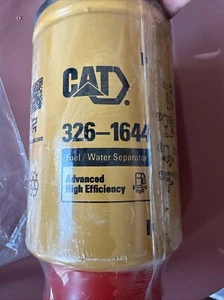 CAT
326-1644
Fuel / Water Separator
Advanced
High Efficiency